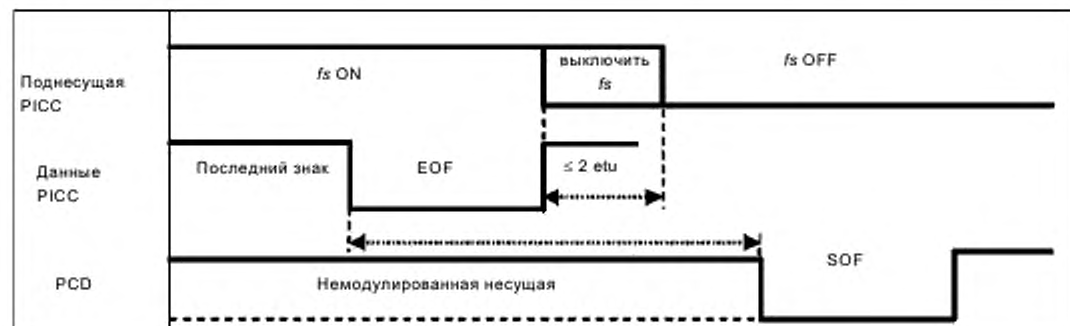 Поднесущая
PICC
fs ON
выключить
fs
fs OFF
Данные
PICC
Последний знак
EOF
≤ 2 etu
PCD
Немодулированная несущая
SOF